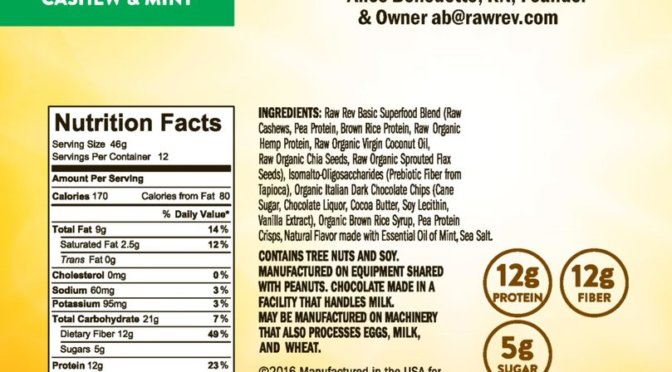 CASHEW & MINT
& Owner ab@rawrev.com
Nutrition Facts
Serving Size 46g
Servings Per Container 12
Amount Per Serving
Calories 170 Calories from Fat 80
% Daily Value*
Total Fat 9g 14%
Saturated Fat 2.5g 12%
Trans Fat 0g
Cholesterol 0mg 0%
Sodium 60mg 3%
Potassium 95mg 3%
Total Carbohydrate 21g 7%
Dietary Fiber 12g 49%
Sugars 5g
Protein 12g 23%
INGREDIENTS: Raw Rev Basic Superfood Blend (Raw
Cashews, Pea Protein, Brown Rice Protein, Raw Organic
Hemp Protein, Raw Organic Virgin Coconut Oil,
Raw Organic Chia Seeds, Raw Organic Sprouted Flax
Seeds), Isomalto-Oligosaccharides (Prebiotic Fiber from
Tapioca), Organic Italian Dark Chocolate Chips (Cane
Sugar, Chocolate Liquor, Cocoa Butter, Soy Lecithin,
Vanilla Extract), Organic Brown Rice Syrup, Pea Protein
Crisps, Natural Flavor made with Essential Oil of Mint, Sea Salt.
CONTAINS TREE NUTS AND SOY.
MANUFACTURED ON EQUIPMENT SHARED
WITH PEANUTS. CHOCOLATE MADE IN A
FACILITY THAT HANDLES MILK.
MAY BE MANUFACTURED ON MACHINERY
THAT ALSO PROCESSES EGGS, MILK,
AND WHEAT.
©2016 Manufactured in the USA for
12g
PROTEIN
12g
FIBER
5g
SUGAR